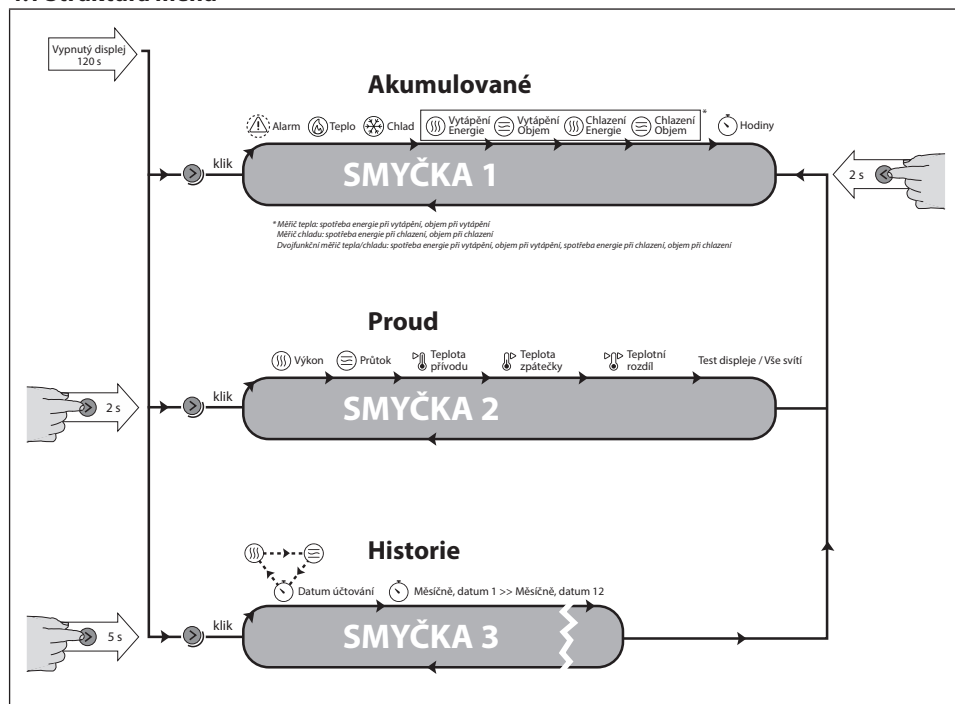 Vypnutý displej
120 s
Akumulované
Alarm
Teplo
Chlad
Vytápění
Energie
Vytápění
Objem
Chlazení
Energie
Chlazení
Objem
*
Hodiny
klik
SMYČKA 1
2 s
* Měřič tepla: spotřeba energie při vytápění, objem při vytápění
Měřič chladu: spotřeba energie při chlazení, objem při chlazení
Dvojfunkční měřič tepla/chladu: spotřeba energie při vytápění, objem při vytápění, spotřeba energie při chlazení, objem při chlazení
Proud
Výkon
Průtok
Teplota
přívodu
Teplota
zpátečky
Teplotní
rozdíl
Test displeje / Vše svítí
2 s
klik
SMYČKA 2
Historie
Datum účtování
Měsíčně, datum 1 >> Měsíčně, datum 12
5 s
klik
SMYČKA 3